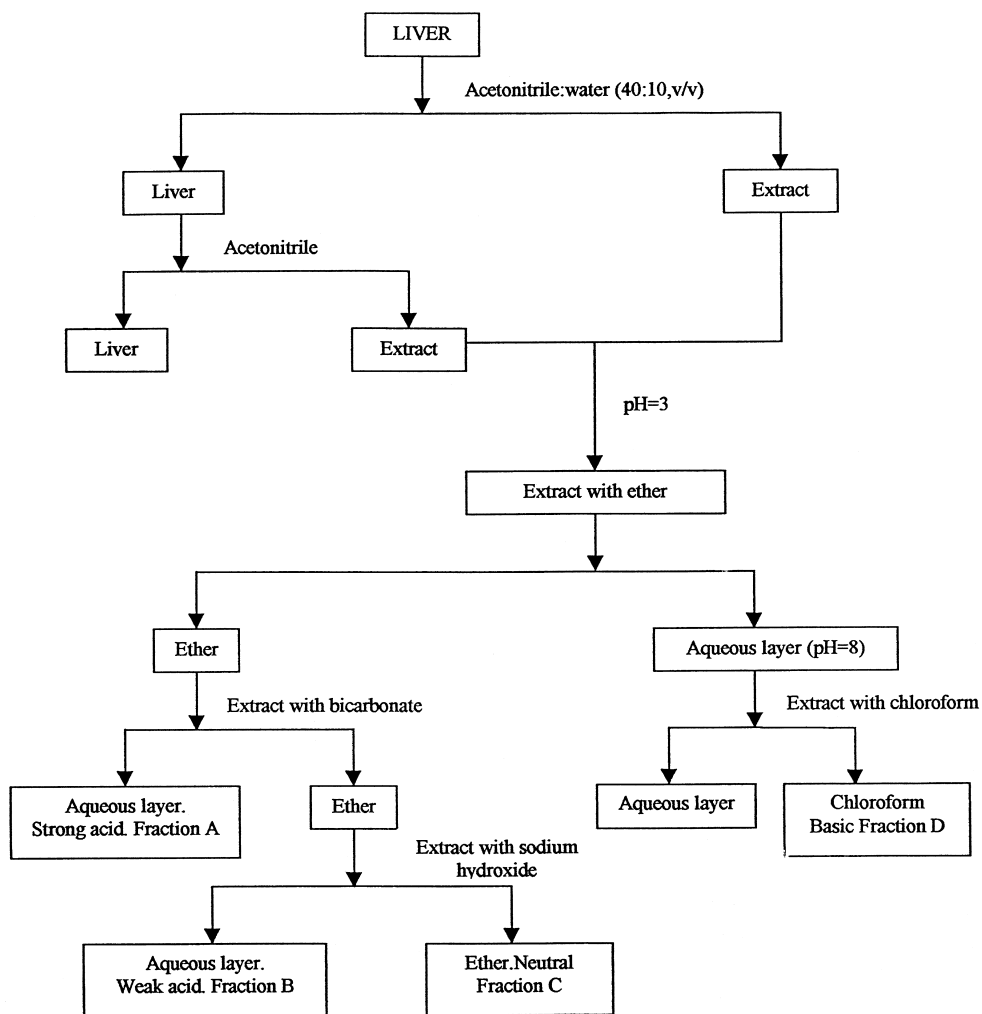 LIVER
Acetonitrile:water (40:10,v/v)
Liver
Extract
Acetonitrile
Liver
Extract
pH=3
Extract with ether
Ether
Aqueous layer (pH=8)
Extract with bicarbonate
Extract with chloroform
Aqueous layer.
Strong acid. Fraction A
Ether
Aqueous layer
Chloroform
Basic Fraction D
Extract with sodium
hydroxide
Aqueous layer.
Weak acid. Fraction B
Ether.Neutral
Fraction C